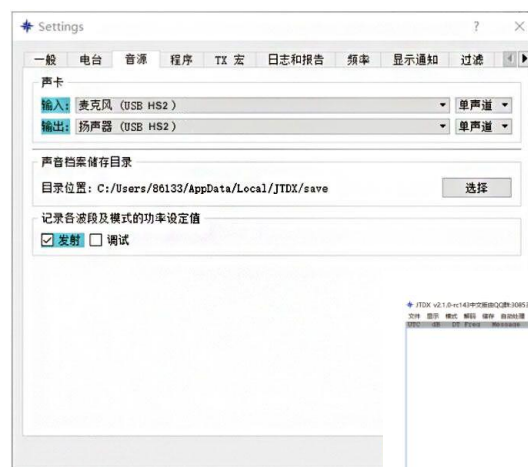 Settings ? ×
一般 电台 音源 程序 TX 宏 日志和报告 频率 显示通知 过滤
声卡
输入: 麦克风 (USB HS2 ) 单声道
输出: 扬声器 (USB HS2 ) 单声道
声音档案储存目录
目录位置: C:/Users/86133/AppData/Local/JTDX/save 选择
记录各波段及模式的功率设定值
发射 调试
JTDX v2.1.0-rc143中文版由QQ群:3085
文件 显示 模式 解码 储存 自动处理
UTC dB DT Freq Message